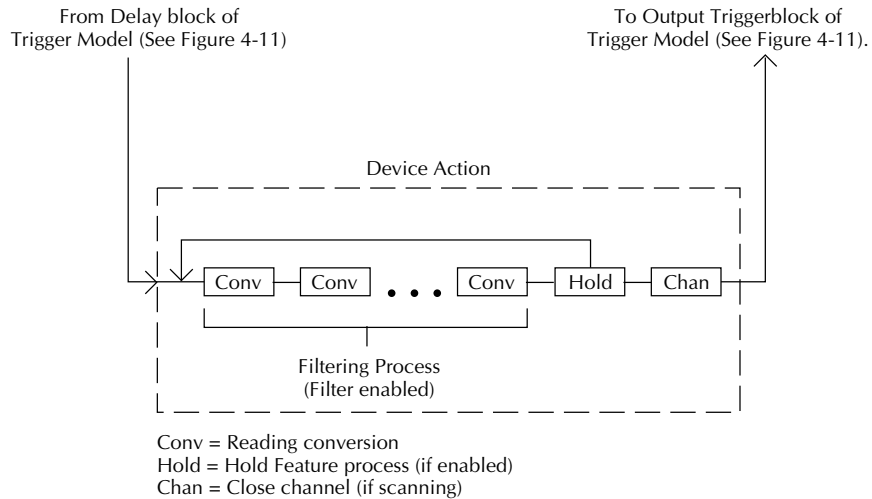 From Delay block of
Trigger Model (See Figure 4-11)
To Output Triggerblock of
Trigger Model (See Figure 4-11).
Device Action
Conv
Conv
Conv
Hold
Chan
Filtering Process
(Filter enabled)
Conv = Reading conversion
Hold = Hold Feature process (if enabled)
Chan = Close channel (if scanning)